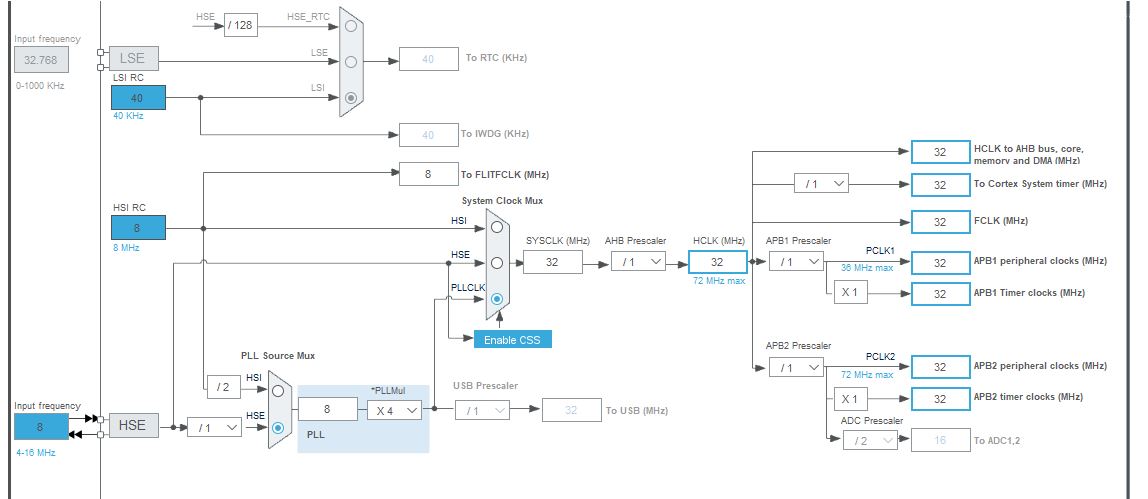 HSE
/ 128
HSE_RTC
Input frequency
32.768
0-1000 KHz
LSE
LSE
40
To RTC (KHz)
LSI RC
40
40 KHz
LSI
40
To IWDG (KHz)
8
To FLITFCLK (MHz)
HSI RC
8
8 MHz
System Clock Mux
HSI
HSE
PLLCLK
Enable CSS
SYSCLK (MHz)
32
AHB Prescaler
/ 1
HCLK (MHz)
32
72 MHz max
32
HCLK to AHB bus, core,
memory and DMA (MHz)
/ 1
32
To Cortex System timer (MHz)
32
FCLK (MHz)
APB1 Prescaler
/ 1
PCLK1
36 MHz max
32
APB1 peripheral clocks (MHz)
X 1
32
APB1 Timer clocks (MHz)
APB2 Prescaler
/ 1
PCLK2
72 MHz max
32
APB2 peripheral clocks (MHz)
X 1
32
APB2 timer clocks (MHz)
ADC Prescaler
/ 2
16
To ADC1,2
PLL Source Mux
/ 2
HSI
HSE
Input frequency
8
4-16 MHz
HSE
/ 1
8
*PLLMul
X 4
PLL
USB Prescaler
/ 1
32
To USB (MHz)